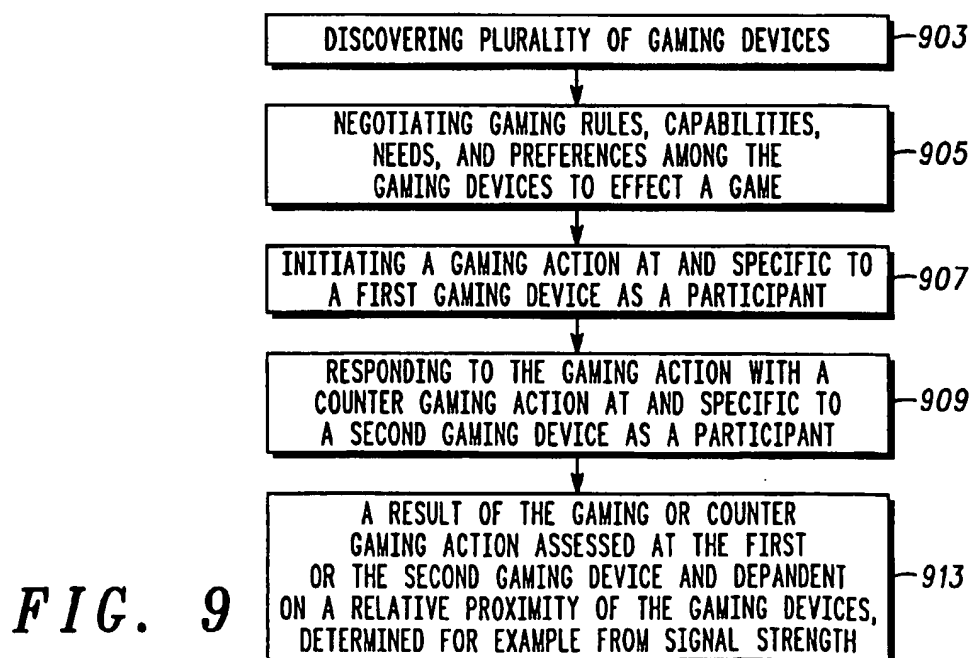 DISCOVERING PLURALITY OF GAMING DEVICES
903
NEGOTIATING GAMING RULES, CAPABILITIES,
NEEDS, AND PREFERENCES AMONG THE
GAMING DEVICES TO EFFECT A GAME
905
INITIATING A GAMING ACTION AT AND SPECIFIC TO
A FIRST GAMING DEVICE AS A PARTICIPANT
907
RESPONDING TO THE GAMING ACTION WITH A
COUNTER GAMING ACTION AT AND SPECIFIC TO
A SECOND GAMING DEVICE AS A PARTICIPANT
909
A RESULT OF THE GAMING OR COUNTER
GAMING ACTION ASSESSED AT THE FIRST
OR THE SECOND GAMING DEVICE AND DEPANDENT
ON A RELATIVE PROXIMITY OF THE GAMING DEVICES,
DETERMINED FOR EXAMPLE FROM SIGNAL STRENGTH
913
FIG. 9